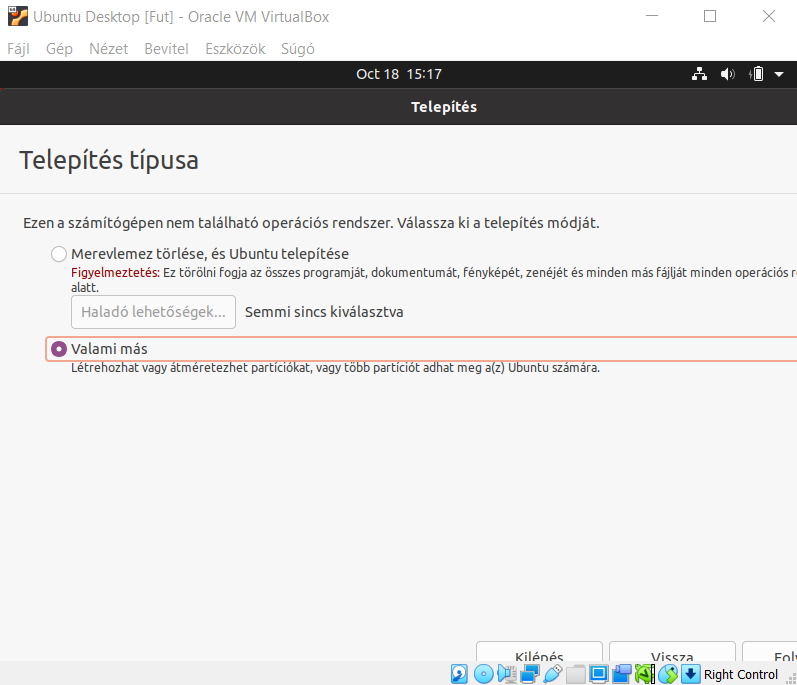 Ubuntu Desktop [Fut] - Oracle VM VirtualBox
Fájl Gép Nézet Bevitel Eszközök Súgó
Oct 18 15:17
Telepítés
Telepítés típusa
Ezen a számítógépen nem található operációs rendszer. Válassza ki a telepítés módját.
Merevlemez törlése, és Ubuntu telepítése
Figyelmeztetés: Ez törölni fogja az összes programját, dokumentumát, fényképét, zenéjét és minden más fájlját minden operációs
alatt.
Haladó lehetőségek... Semmi sincs kiválasztva
Valami más
Létrehozhat vagy átméretezhet partíciókat, vagy több partíciót adhat meg a(z) Ubuntu számára.
Kilépés Vissza
Right Control